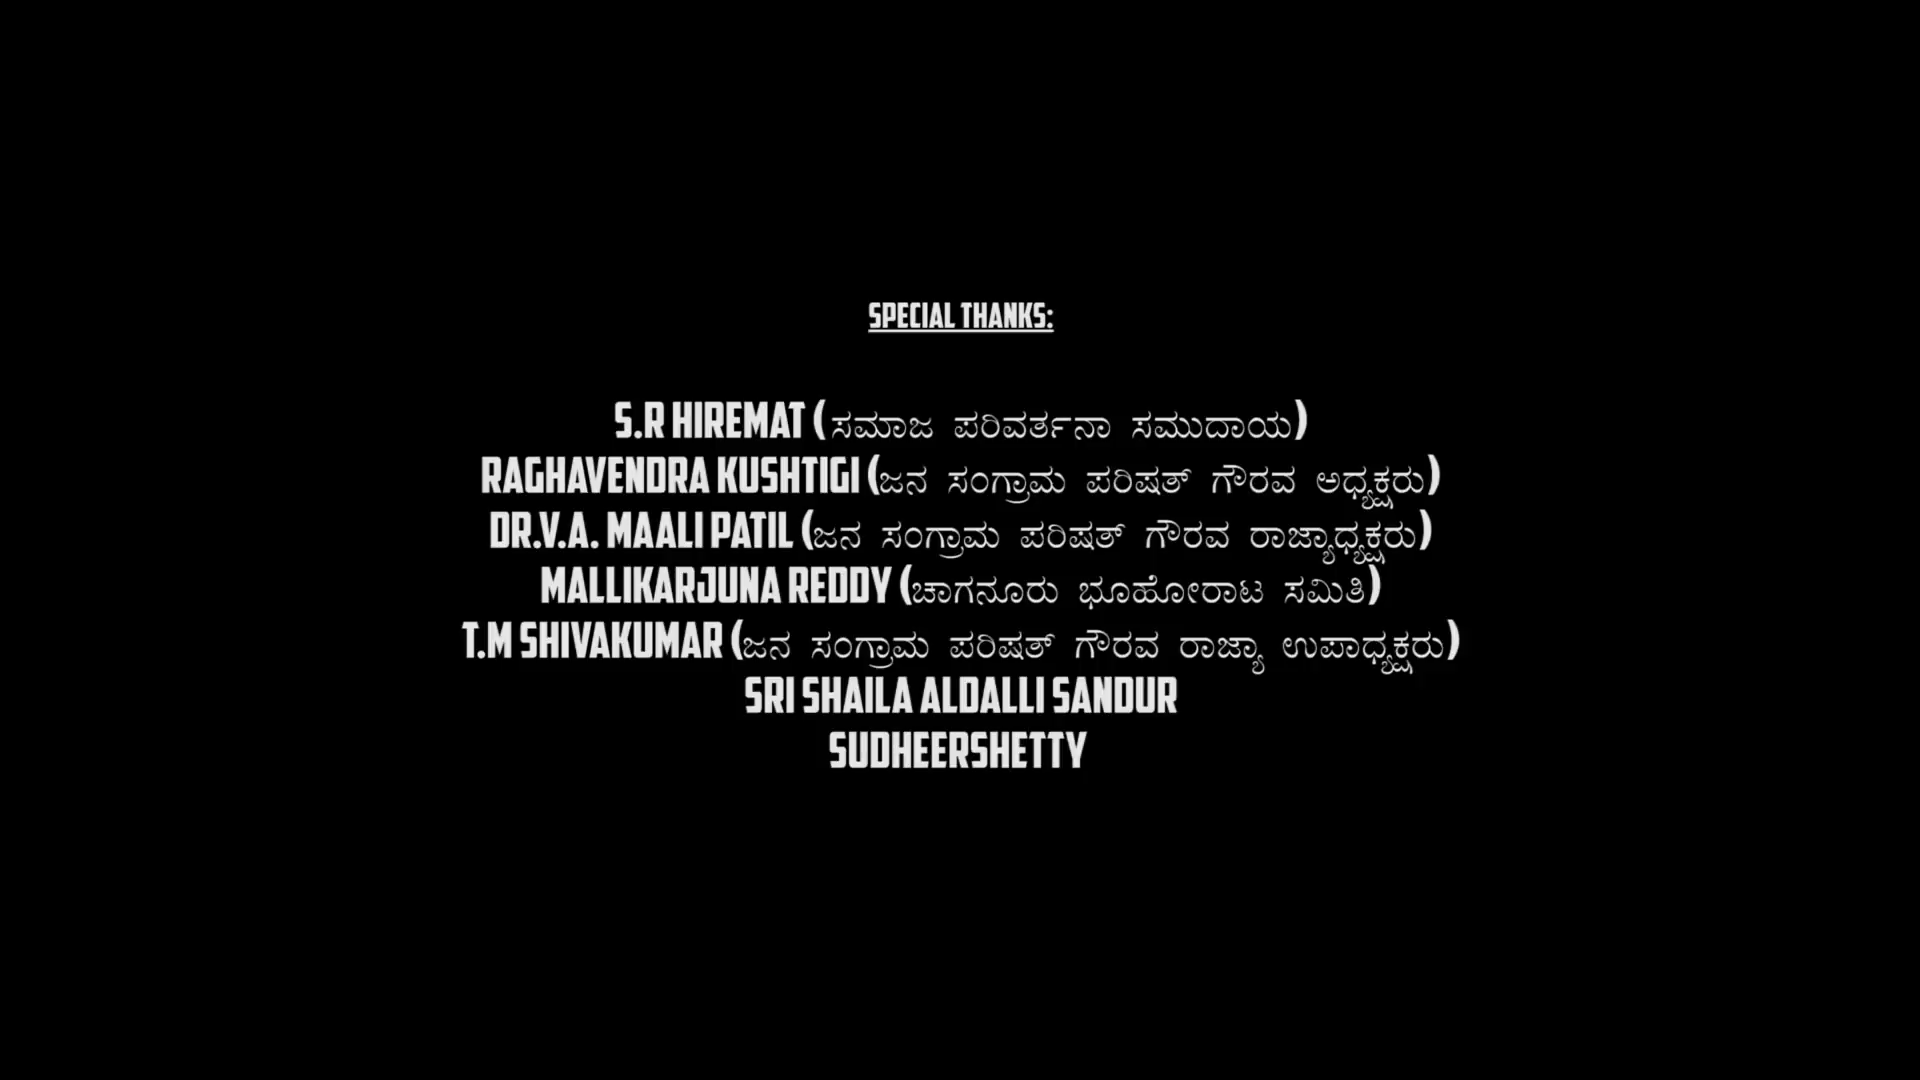 SPECIAL THANKS:
S.R HIREMAT (ಸಮಾಜ ಪರಿವರ್ತನಾ ಸಮುದಾಯ)
RAGHAVENDRA KUSHTIGI (ಜನ ಸಂಗ್ರಾಮ ಪರಿಷತ್ ಗೌರವ ಅಧ್ಯಕ್ಷರು)
DR.V.A. MAALI PATIL (ಜನ ಸಂಗ್ರಾಮ ಪರಿಷತ್ ಗೌರವ ರಾಜ್ಯಾಧ್ಯಕ್ಷರು)
MALLIKARJUNA REDDY (ಚಾಗನೂರು ಭೂಹೋರಾಟ ಸಮಿತಿ)
T.M SHIVAKUMAR (ಜನ ಸಂಗ್ರಾಮ ಪರಿಷತ್ ಗೌರವ ರಾಜ್ಯಾ ಉಪಾಧ್ಯಕ್ಷರು)
SRI SHAILA ALDALLI SANDUR
SUDHEERSHETTY